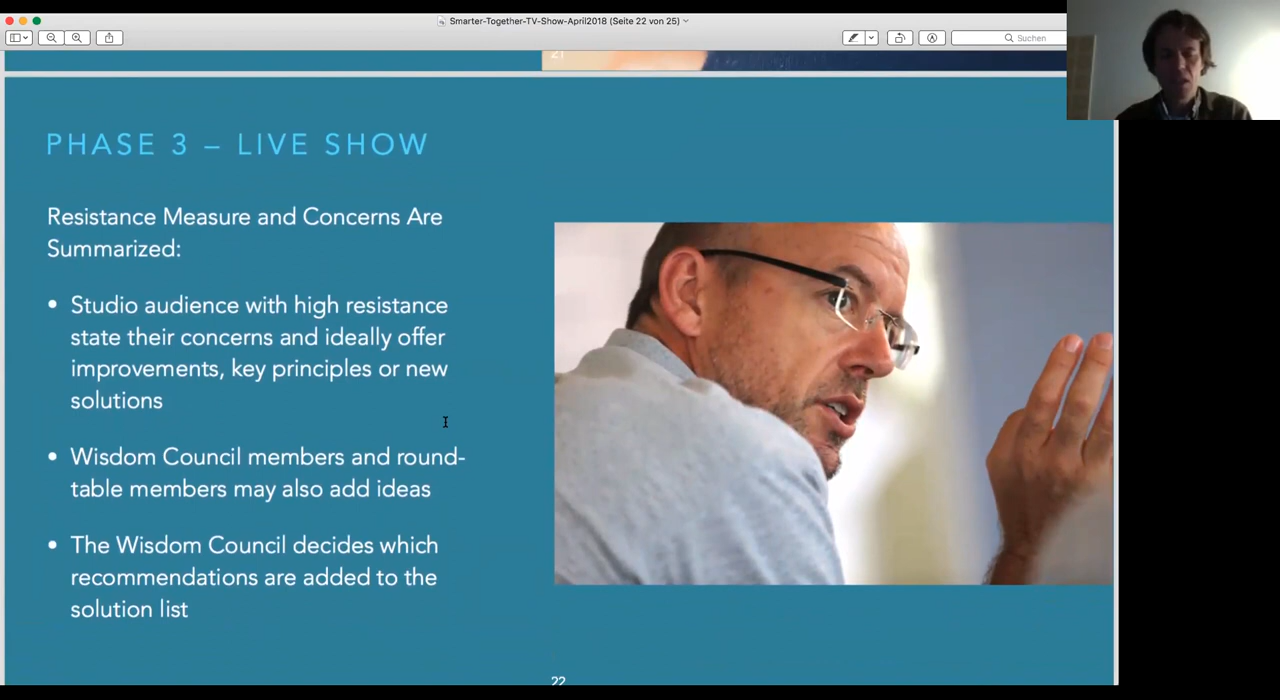 Smarter-Together-TV-Show-April2018 (Seite 22 von 25)
Suchen
21
PHASE 3 – LIVE SHOW
Resistance Measure and Concerns Are
Summarized:
• Studio audience with high resistance
state their concerns and ideally offer
improvements, key principles or new
solutions
• Wisdom Council members and round-
table members may also add ideas
• The Wisdom Council decides which
recommendations are added to the
solution list
22